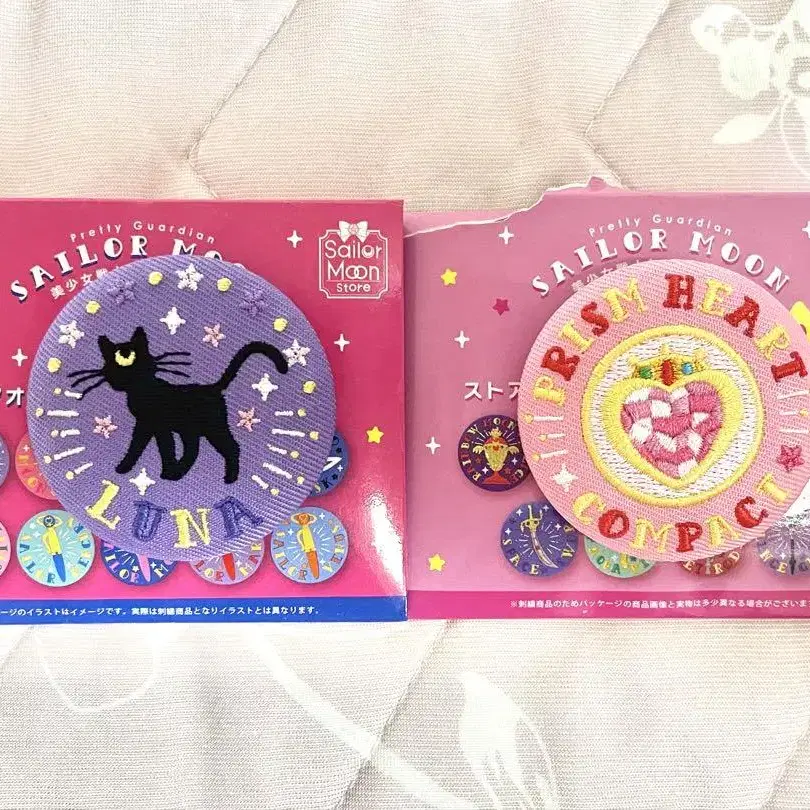 Pretty Guardian
SAILOR MOON
美少女戦
Sailor
Moon
Store
LUNA
ージのイラストはイメージです。実際は刺繍商品となりイラストとは異なります。
Pretty Guardian
SAILOR MOON
美少女戦
ストア
PRISM HEART
COMPACT
※刺繍商品のためパッケージの商品画像と実物は多少異なる場合がございま